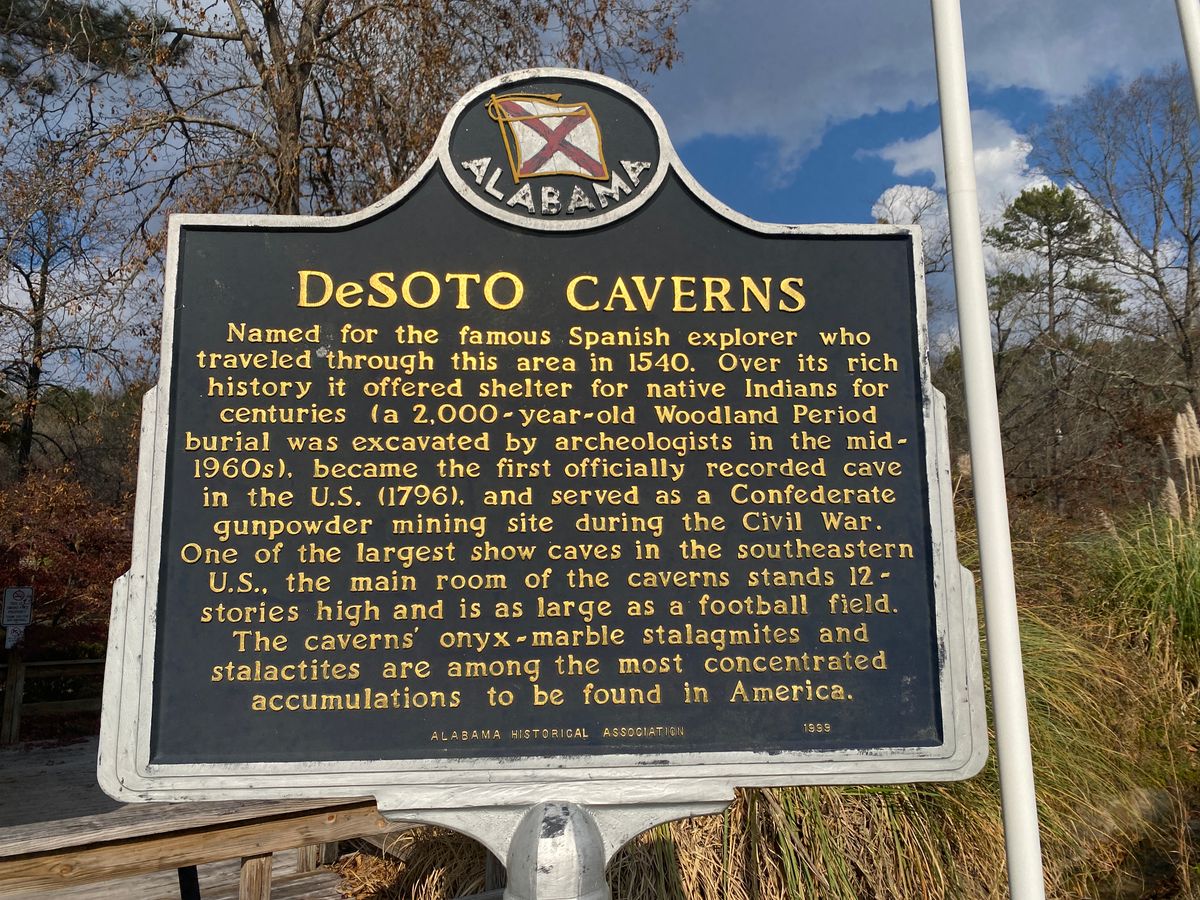 ALABAMA
DeSOTO CAVERNS
Named for the famous Spanish explorer who
traveled through this area in 1540. Over its rich
history it offered shelter for native Indians for
centuries (a 2,000-year-old Woodland Period
burial was excavated by archeologists in the mid-
1960s), became the first officially recorded cave
in the U.S. (1796), and served as a Confederate
gunpowder mining site during the Civil War.
One of the largest show caves in the southeastern
U.S., the main room of the caverns stands 12-
stories high and is as large as a football field.
The caverns' onyx-marble stalagmites and
stalactites are among the most concentrated
accumulations to be found in America.
ALABAMA HISTORICAL ASSOCIATION 1999